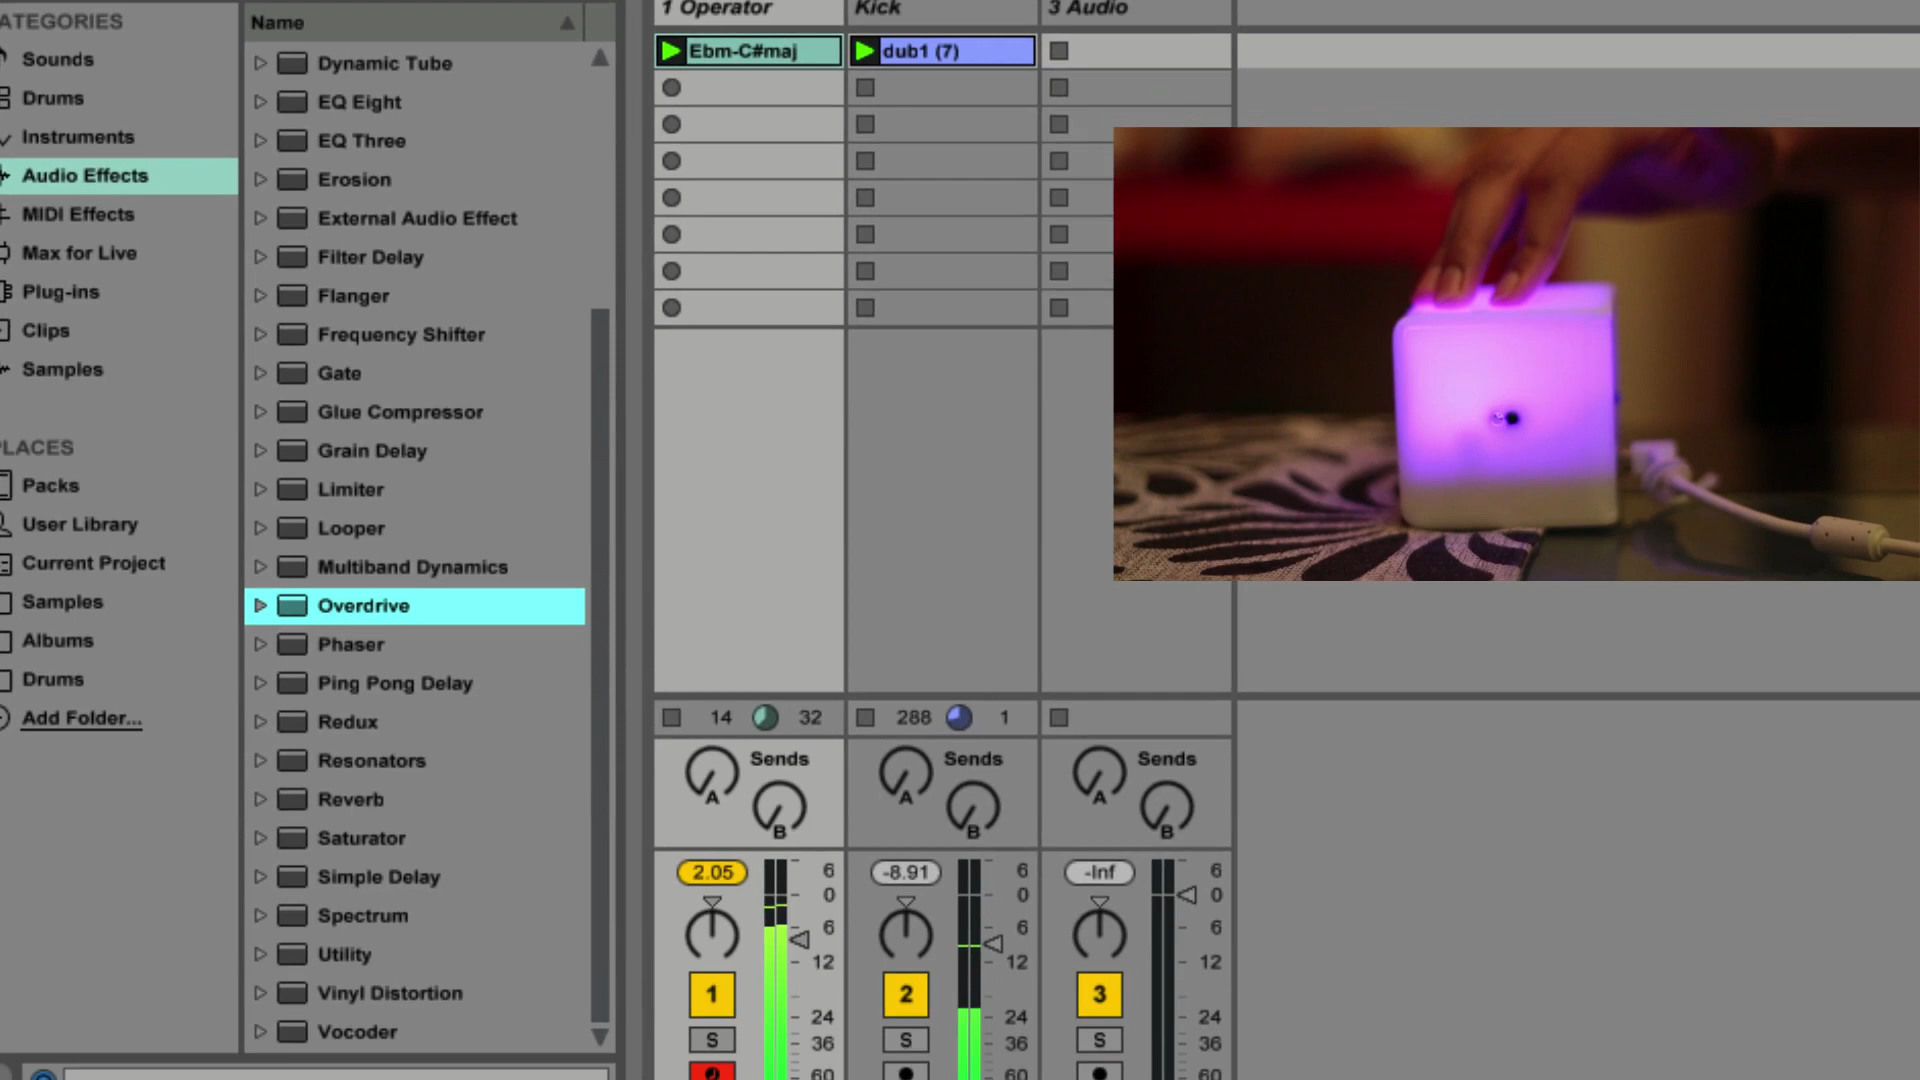 ATEGORIES
Sounds
Drums
Instruments
Audio Effects
MIDI Effects
Max for Live
Plug-ins
Clips
Samples
PLACES
Packs
User Library
Current Project
Samples
Albums
Drums
Add Folder...
Name
Dynamic Tube
EQ Eight
EQ Three
Erosion
External Audio Effect
Filter Delay
Flanger
Frequency Shifter
Gate
Glue Compressor
Grain Delay
Limiter
Looper
Multiband Dynamics
Overdrive
Phaser
Ping Pong Delay
Redux
Resonators
Reverb
Saturator
Simple Delay
Spectrum
Utility
Vinyl Distortion
Vocoder
1 Operator Kick 3 Audio
Ebm-C#maj dub1 (7)
14 32 288 1
Sends Sends Sends
A A A
B B B
2.05 6 -8.91 6 -Inf 6
0 0 0
6 6 6
12 12 12
1 2 3
24 24 24
S S S
36 36 36
60 60 60